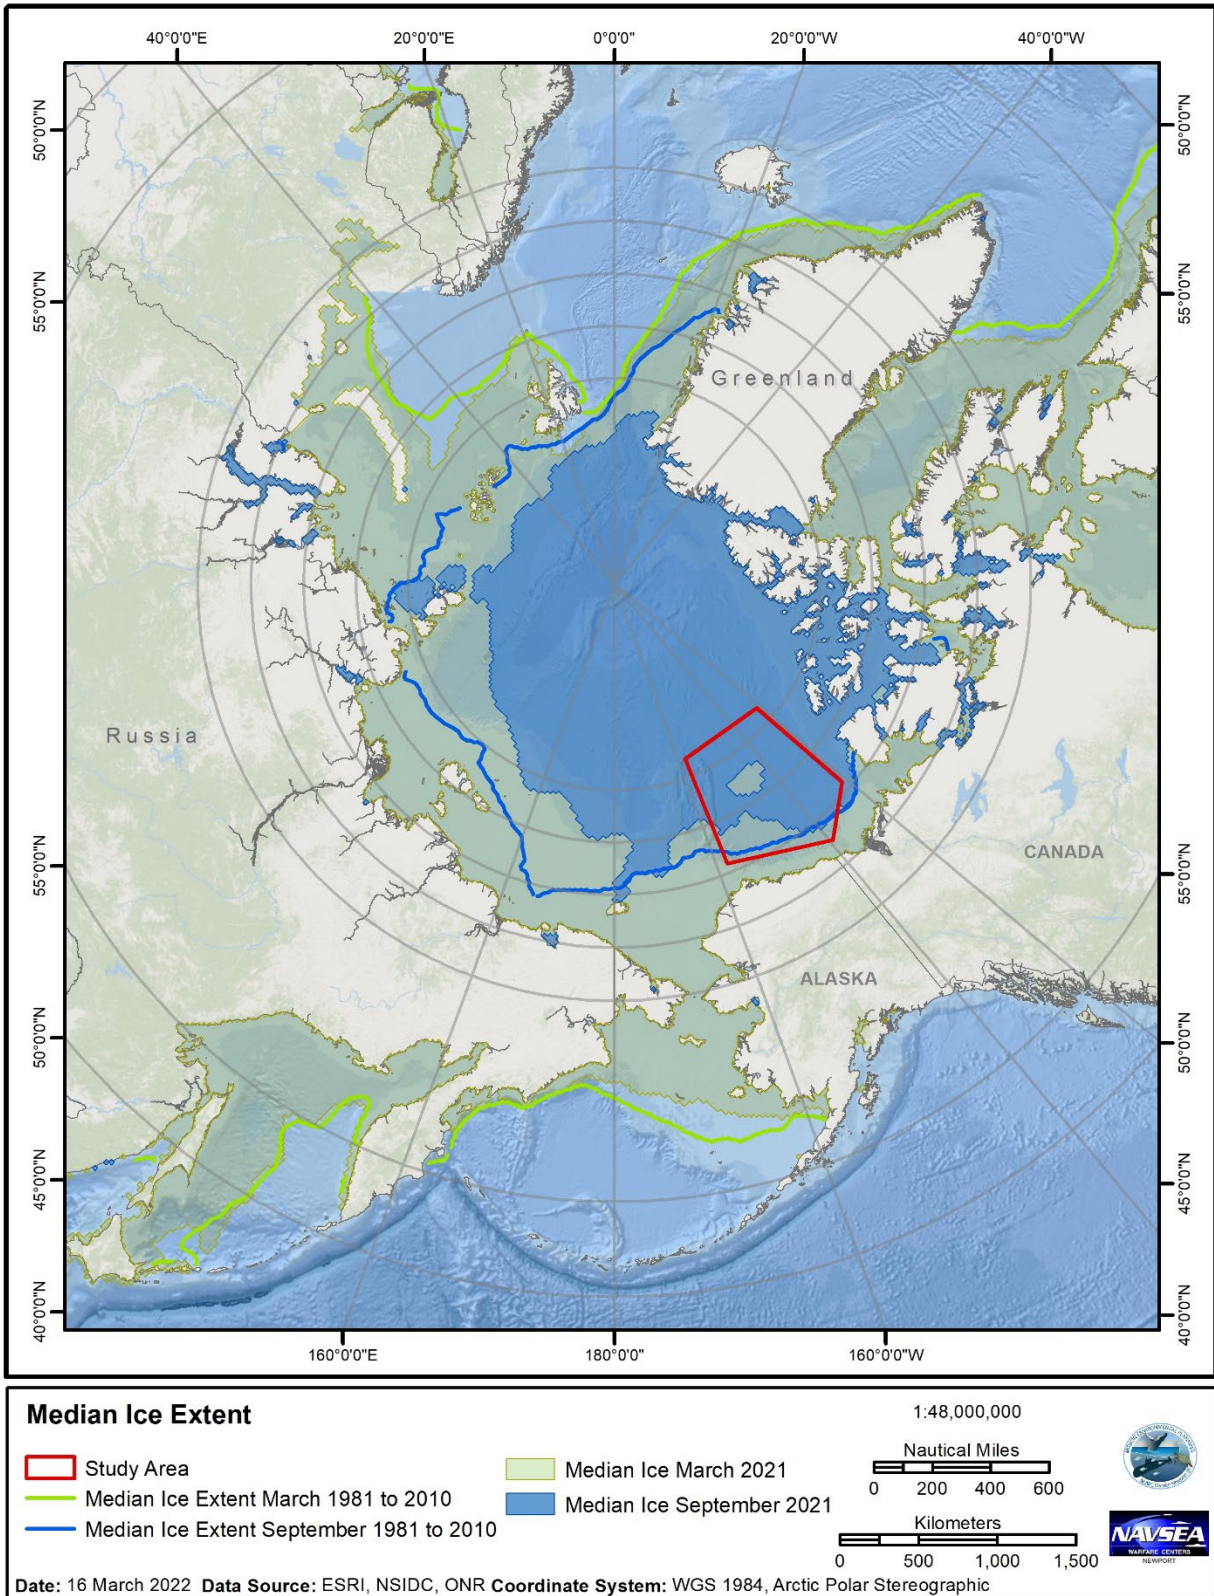 40°0'0"E 20°0'0"E 0°0'0" 20°0'0"W 40°0'0"W
50°0'0"N 50°0'0"N
55°0'0"N 55°0'0"N
Greenland
Russia
CANADA
55°0'0"N 55°0'0"N
ALASKA
50°0'0"N 50°0'0"N
45°0'0"N 45°0'0"N
40°0'0"N 40°0'0"N
160°0'0"E 180°0'0" 160°0'0"W
Median Ice Extent
Study Area
Median Ice Extent March 1981 to 2010
Median Ice Extent September 1981 to 2010
Median Ice March 2021
Median Ice September 2021
1:48,000,000
Nautical Miles
0 200 400 600
Kilometers
0 500 1,000 1,500
NAVSEA
WARFARE CENTERS
NEWPORT
Date: 16 March 2022 Data Source: ESRI, NSIDC, ONR Coordinate System: WGS 1984, Arctic Polar Stereographic